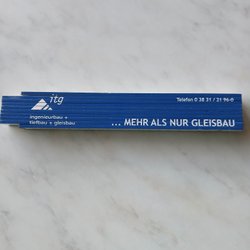 itg
Telefon 0 38 31 / 21 96-0
ingenieurbau +
tiefbau + gleisbau
... MEHR ALS NUR GLEISBAU